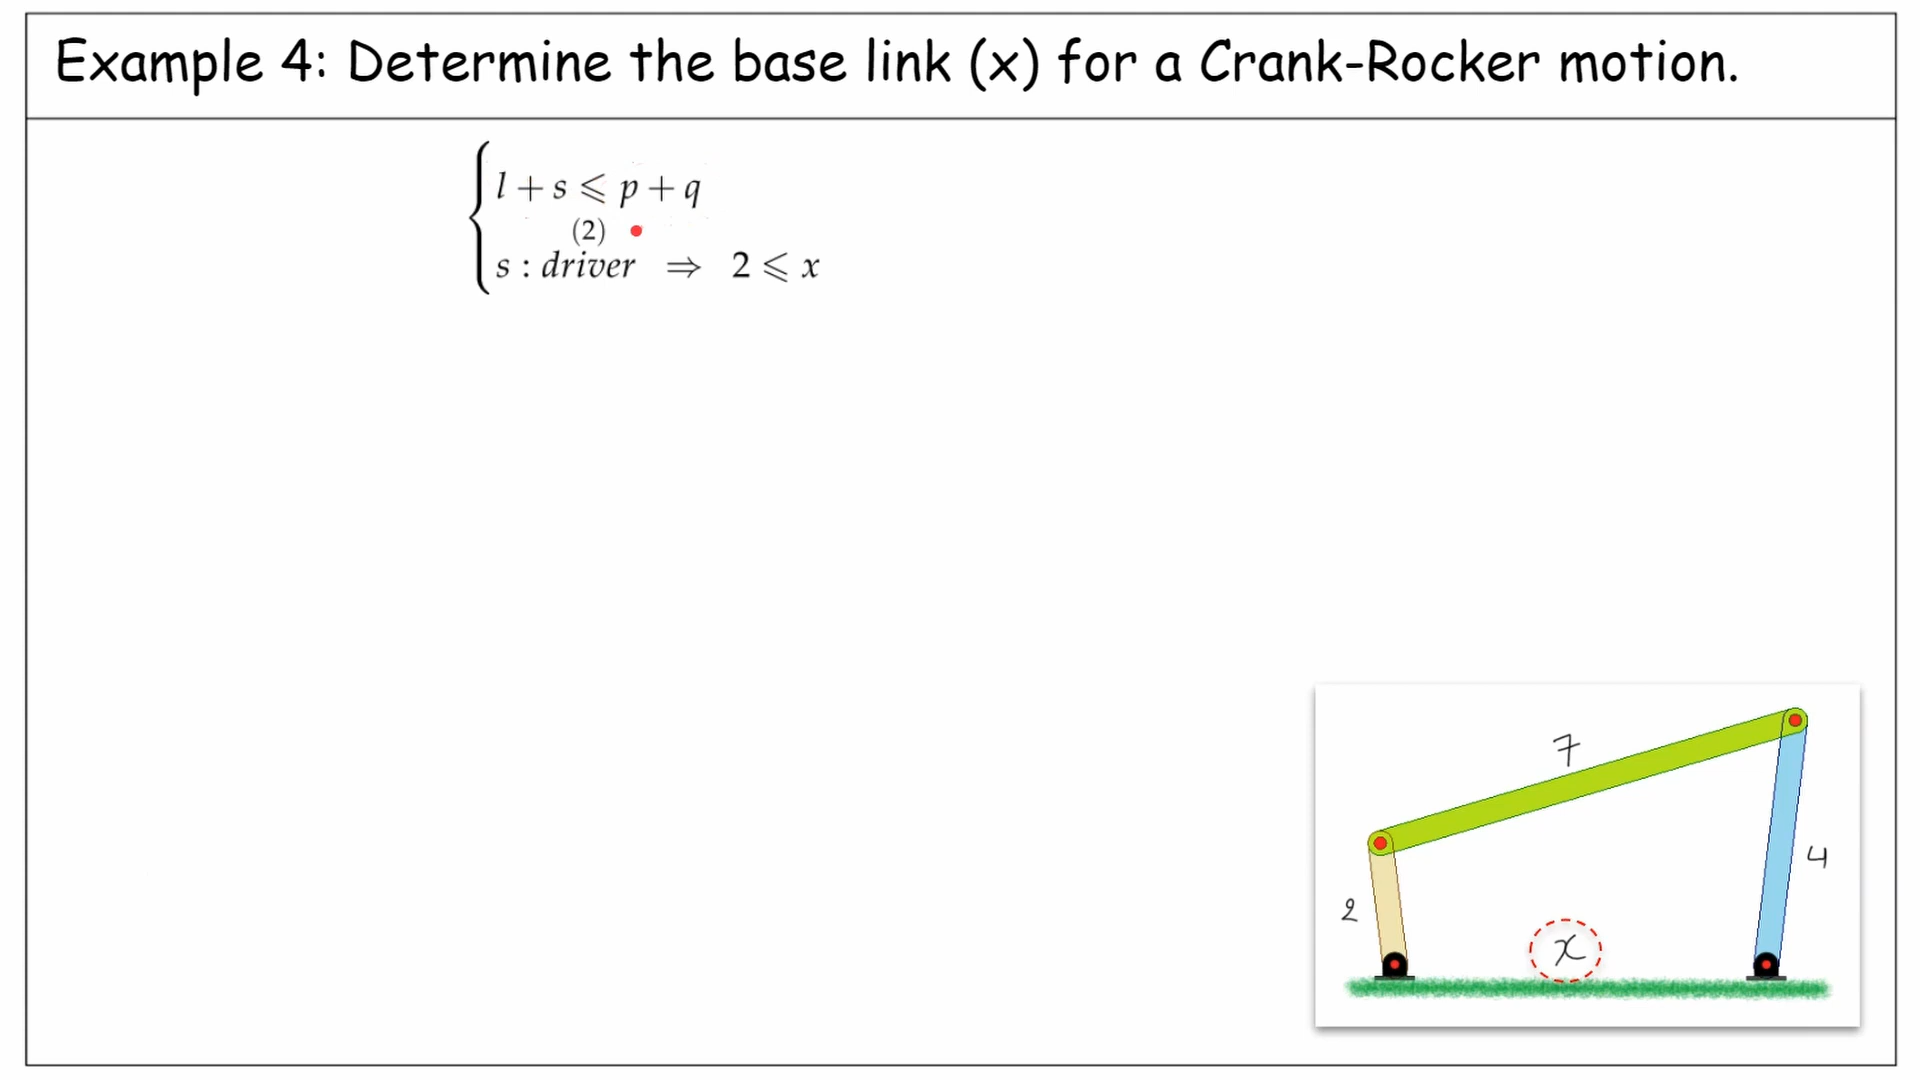 Example 4: Determine the base link (x) for a Crank-Rocker motion.
l + s ⩽ p + q
(2)
s : driver ⇒ 2 ⩽ x
7
4
2
x